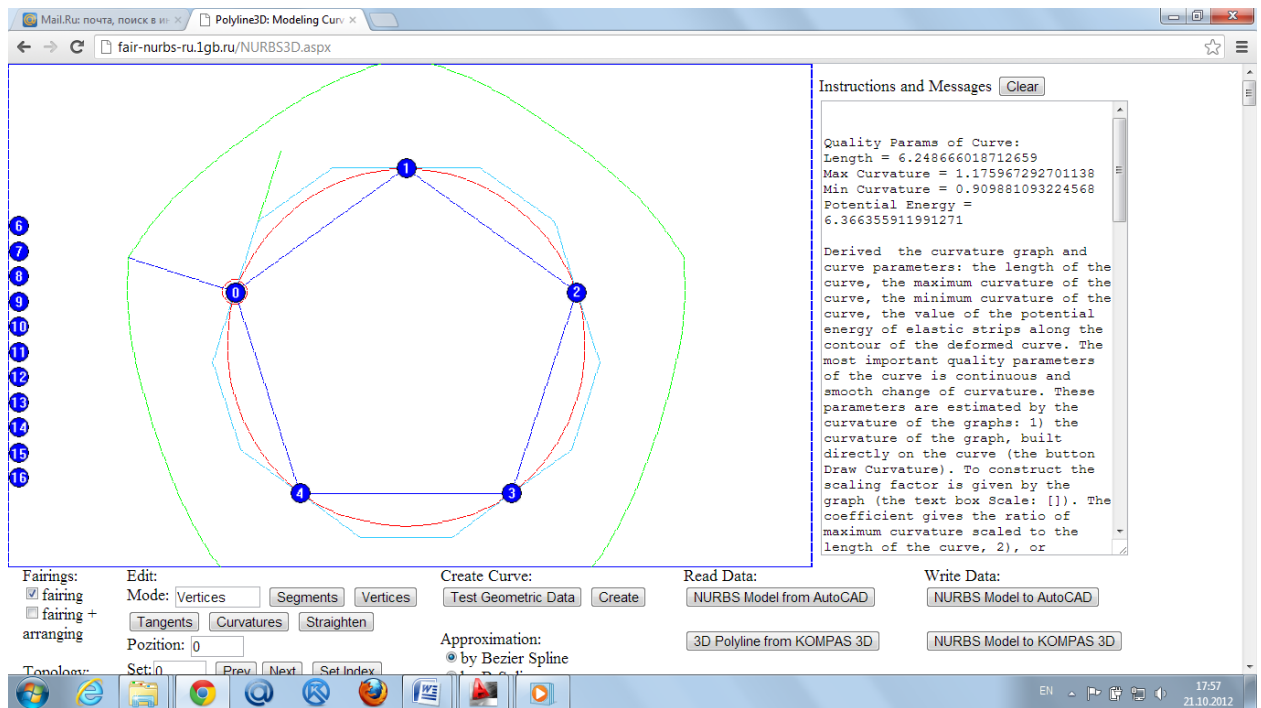 Mail.Ru: почта, поиск в ин
Polyline3D: Modeling Curv
fair-nurbs-ru.1gb.ru/NURBS3D.aspx
Instructions and Messages Clear
Quality Params of Curve:
Length = 6.248666018712659
Max Curvature = 1.175967292701138
Min Curvature = 0.909881093224568
Potential Energy =
6.366355911991271
Derived the curvature graph and
curve parameters: the length of the
curve, the maximum curvature of the
curve, the minimum curvature of the
curve, the value of the potential
energy of elastic strips along the
contour of the deformed curve. The
most important quality parameters
of the curve is continuous and
smooth change of curvature. These
parameters are estimated by the
curvature of the graphs: 1) the
curvature of the graph, built
directly on the curve (the button
Draw Curvature). To construct the
scaling factor is given by the
graph (the text box Scale: []). The
coefficient gives the ratio of
maximum curvature scaled to the
length of the curve, 2), or
1
0
2
4
3
6
7
8
9
10
11
12
13
14
15
16
Fairings:
fairing
fairing +
arranging
Topology:
Edit:
Mode: Vertices Segments Vertices
Tangents Curvatures Straighten
Pozition: 0
Set: 0 Prev Next Set Index
Create Curve:
Test Geometric Data Create
Approximation:
by Bezier Spline
Read Data:
NURBS Model from AutoCAD
3D Polyline from KOMPAS 3D
Write Data:
NURBS Model to AutoCAD
NURBS Model to KOMPAS 3D
EN
17:57
21.10.2012